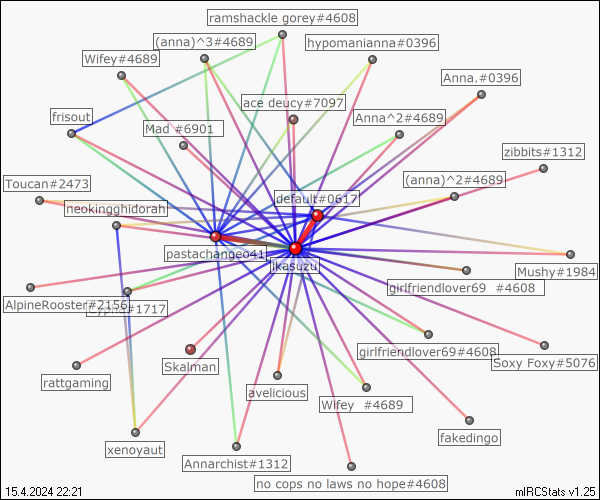 ramshackle gorey#4608
(anna)^3#4689
hypomanianna#0396
Wifey#4689
Anna.#0396
ace deucy#7097
frisout
Anna^2#4689
Mad #6901
zibbits#1312
(anna)^2#4689
Toucan#2473
default#0617
neokingghidorah
pastachangeo41
ikasuzu
Mushy#1984
girlfriendlover69 #4608
AlpineRooster#2156
#1717
girlfriendlover69#4608
Soxy Foxy#5076
Skalman
rattgaming
avelicious
Wifey #4689
fakedingo
xenoyaut
Annarchist#1312
no cops no laws no hope#4608
15.4.2024 22:21
mIRCStats v1.25